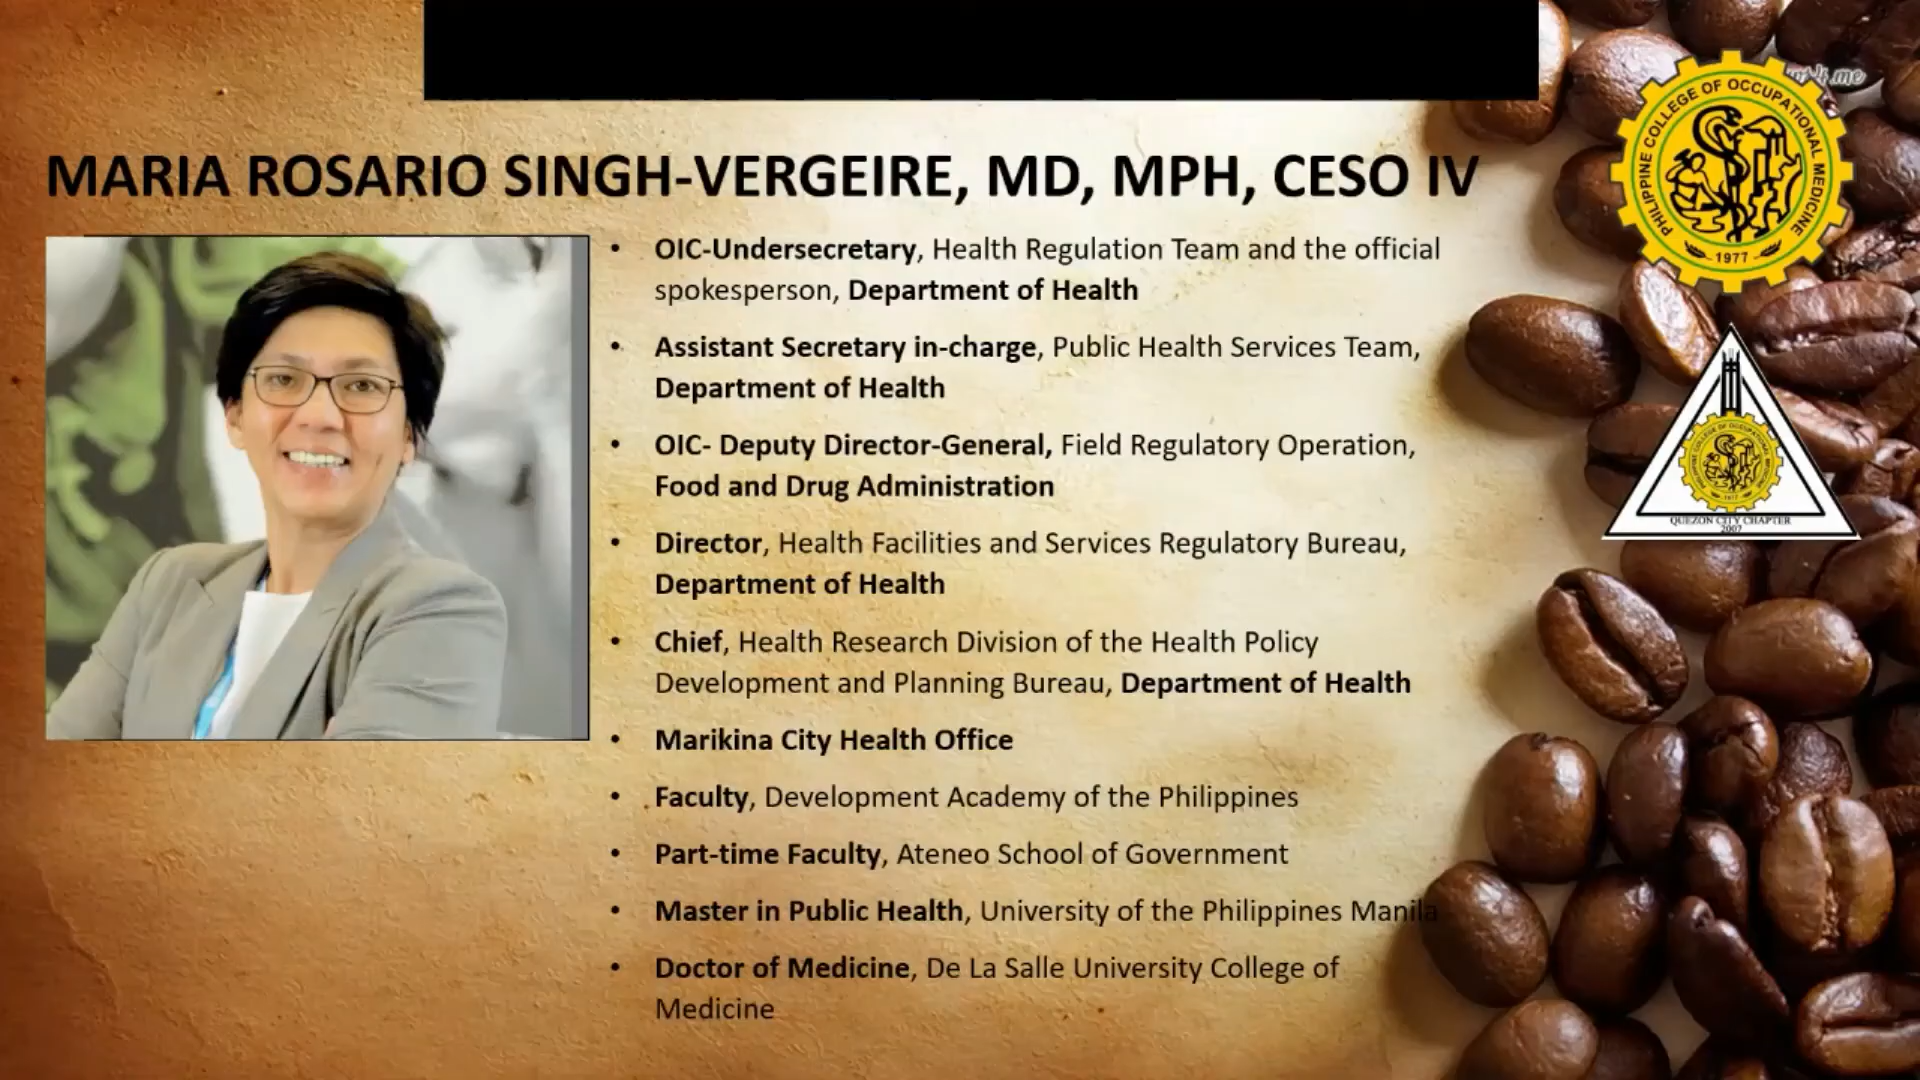 MARIA ROSARIO SINGH-VERGEIRE, MD, MPH, CESO IV
• OIC-Undersecretary, Health Regulation Team and the official
spokesperson, Department of Health
• Assistant Secretary in-charge, Public Health Services Team,
Department of Health
• OIC- Deputy Director-General, Field Regulatory Operation,
Food and Drug Administration
• Director, Health Facilities and Services Regulatory Bureau,
Department of Health
• Chief, Health Research Division of the Health Policy
Development and Planning Bureau, Department of Health
• Marikina City Health Office
• Faculty, Development Academy of the Philippines
• Part-time Faculty, Ateneo School of Government
• Master in Public Health, University of the Philippines Manila
• Doctor of Medicine, De La Salle University College of
Medicine
PHILIPPINE COLLEGE OF OCCUPATIONAL MEDICINE
1977
QUEZON CITY CHAPTER
2007